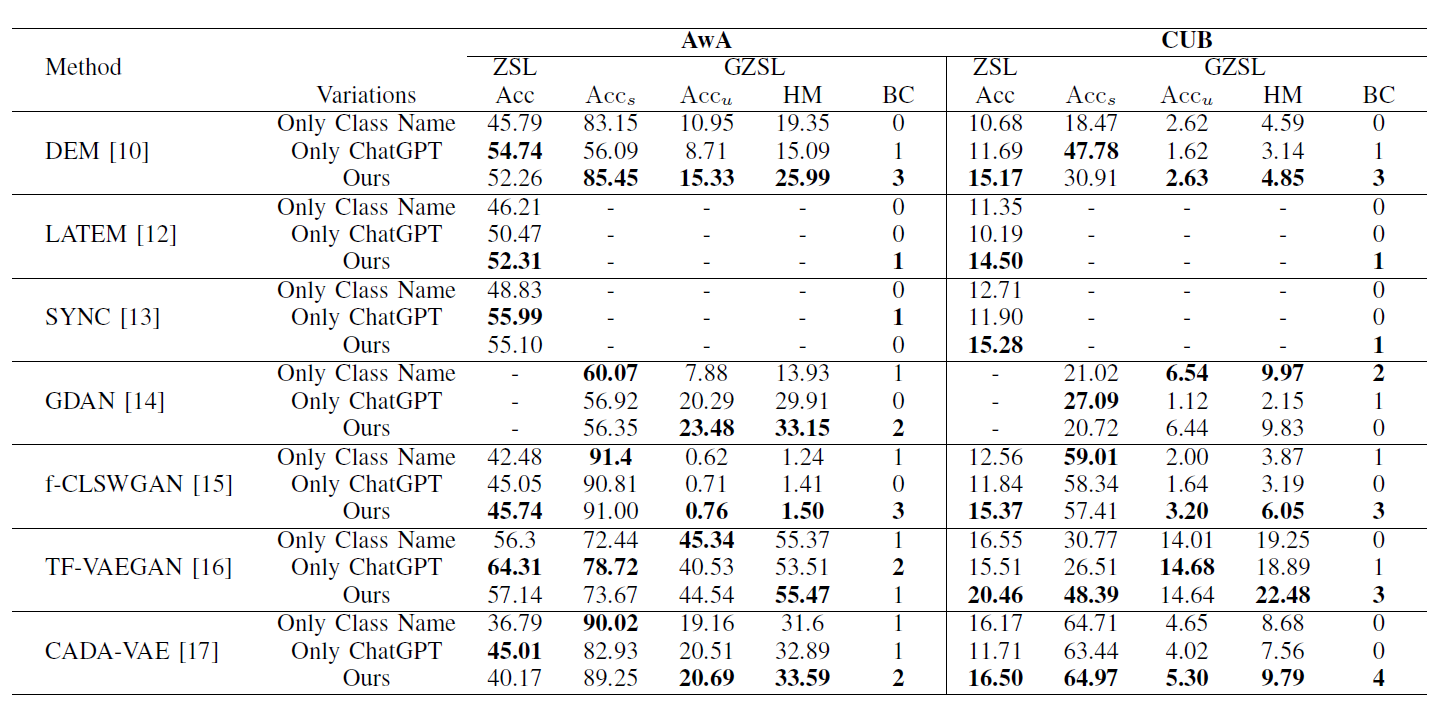 AwA CUB
Method ZSL GZSL ZSL GZSL
Variations Acc Acc_s Acc_u HM BC Acc Acc_s Acc_u HM BC
Only Class Name 45.79 83.15 10.95 19.35 0 10.68 18.47 2.62 4.59 0
DEM [10] Only ChatGPT 54.74 56.09 8.71 15.09 1 11.69 47.78 1.62 3.14 1
Ours 52.26 85.45 15.33 25.99 3 15.17 30.91 2.63 4.85 3
Only Class Name 46.21 - - - 0 11.35 - - - 0
LATEM [12] Only ChatGPT 50.47 - - - 0 10.19 - - - 0
Ours 52.31 - - - 1 14.50 - - - 1
Only Class Name 48.83 - - - 0 12.71 - - - 0
SYNC [13] Only ChatGPT 55.99 - - - 1 11.90 - - - 0
Ours 55.10 - - - 0 15.28 - - - 1
Only Class Name - 60.07 7.88 13.93 1 - 21.02 6.54 9.97 2
GDAN [14] Only ChatGPT - 56.92 20.29 29.91 0 - 27.09 1.12 2.15 1
Ours - 56.35 23.48 33.15 2 - 20.72 6.44 9.83 0
Only Class Name 42.48 91.4 0.62 1.24 1 12.56 59.01 2.00 3.87 1
f-CLSWGAN [15] Only ChatGPT 45.05 90.81 0.71 1.41 0 11.84 58.34 1.64 3.19 0
Ours 45.74 91.00 0.76 1.50 3 15.37 57.41 3.20 6.05 3
Only Class Name 56.3 72.44 45.34 55.37 1 16.55 30.77 14.01 19.25 0
TF-VAEGAN [16] Only ChatGPT 64.31 78.72 40.53 53.51 2 15.51 26.51 14.68 18.89 1
Ours 57.14 73.67 44.54 55.47 1 20.46 48.39 14.64 22.48 3
Only Class Name 36.79 90.02 19.16 31.6 1 16.17 64.71 4.65 8.68 0
CADA-VAE [17] Only ChatGPT 45.01 82.93 20.51 32.89 1 11.71 63.44 4.02 7.56 0
Ours 40.17 89.25 20.69 33.59 2 16.50 64.97 5.30 9.79 4